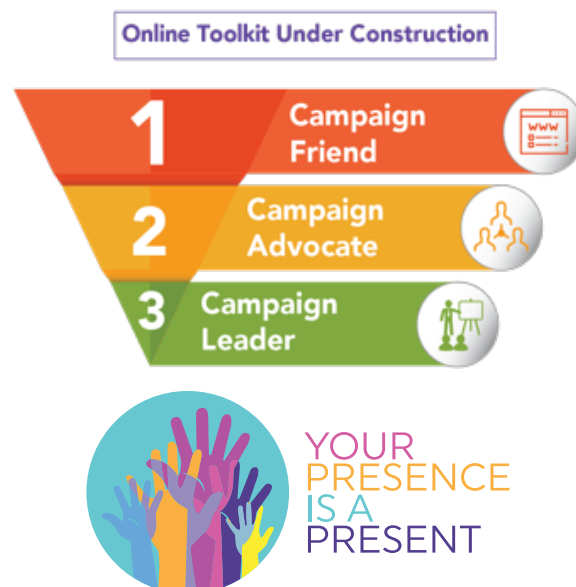 Online Toolkit Under Construction
1
Campaign
Friend
WWW
2
Campaign
Advocate
3
Campaign
Leader
YOUR
PRESENCE
IS A
PRESENT